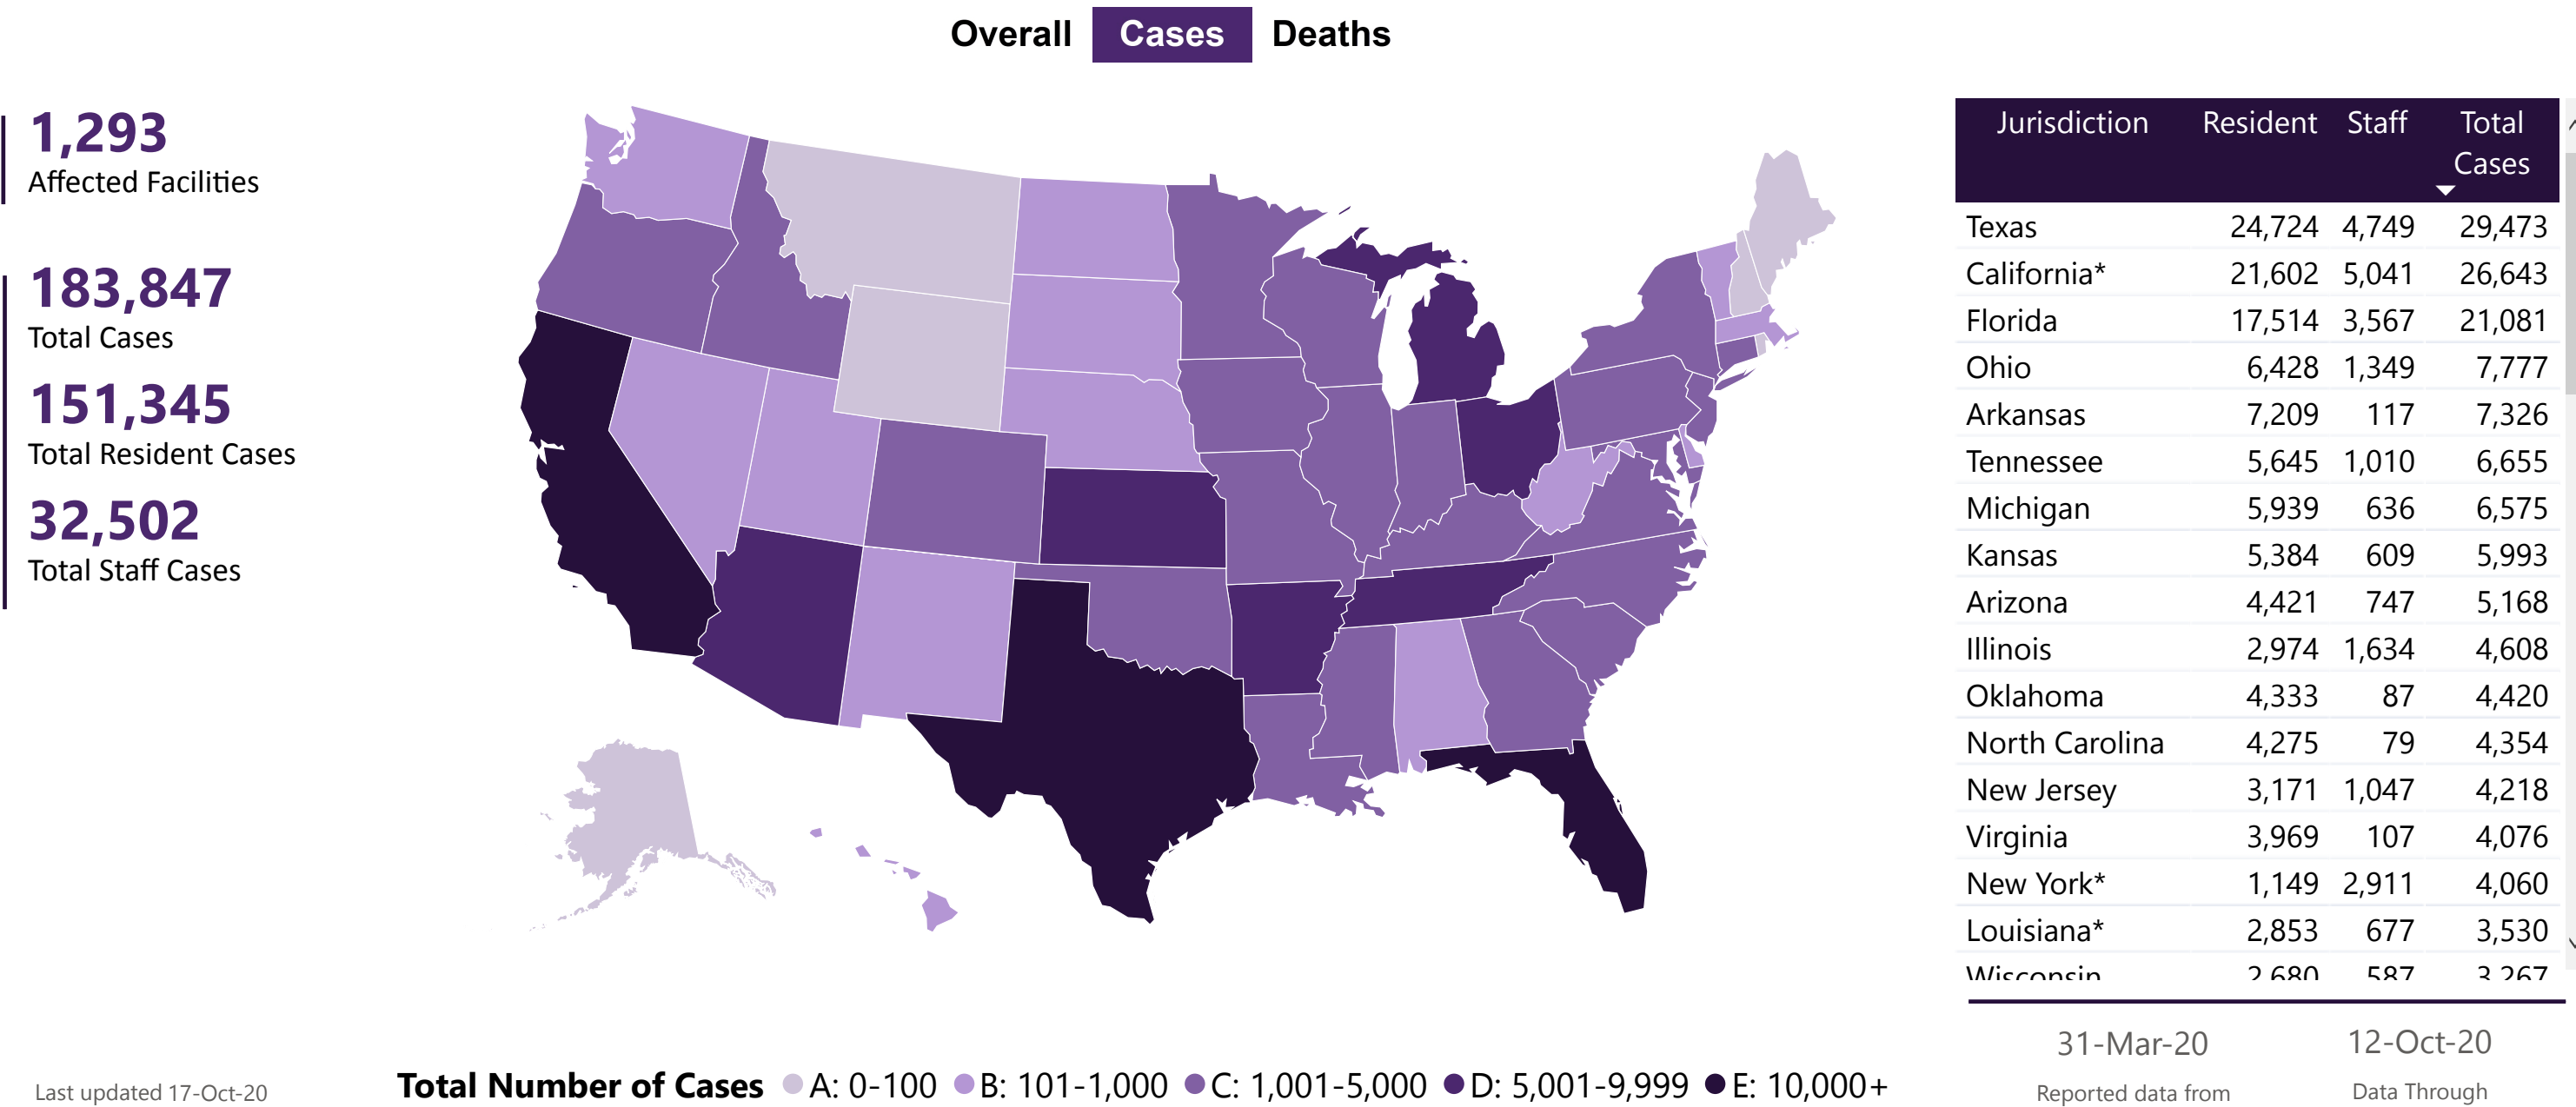 Overall Cases Deaths
1,293
Affected Facilities
183,847
Total Cases
151,345
Total Resident Cases
32,502
Total Staff Cases
Jurisdiction Resident Staff Total
Cases
Texas 24,724 4,749 29,473
California* 21,602 5,041 26,643
Florida 17,514 3,567 21,081
Ohio 6,428 1,349 7,777
Arkansas 7,209 117 7,326
Tennessee 5,645 1,010 6,655
Michigan 5,939 636 6,575
Kansas 5,384 609 5,993
Arizona 4,421 747 5,168
Illinois 2,974 1,634 4,608
Oklahoma 4,333 87 4,420
North Carolina 4,275 79 4,354
New Jersey 3,171 1,047 4,218
Virginia 3,969 107 4,076
New York* 1,149 2,911 4,060
Louisiana* 2,853 677 3,530
Wisconsin 2,680 587 3,267
31-Mar-20 12-Oct-20
Reported data from Data Through
Total Number of Cases A: 0-100 B: 101-1,000 C: 1,001-5,000 D: 5,001-9,999 E: 10,000+
Last updated 17-Oct-20